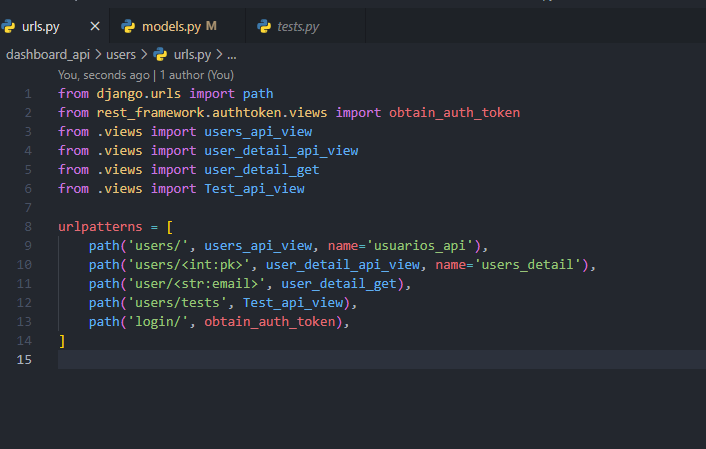 urls.py
models.py M
tests.py
dashboard_api > users > urls.py > ...
You, seconds ago | 1 author (You)
1 from django.urls import path
2 from rest_framework.authtoken.views import obtain_auth_token
3 from .views import users_api_view
4 from .views import user_detail_api_view
5 from .views import user_detail_get
6 from .views import Test_api_view
7
8 urlpatterns = [
9     path('users/', users_api_view, name='usuarios_api'),
10     path('users/<int:pk>', user_detail_api_view, name='users_detail'),
11     path('user/<str:email>', user_detail_get),
12     path('users/tests', Test_api_view),
13     path('login/', obtain_auth_token),
14 ]
15